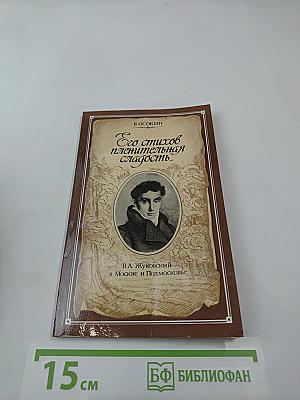 В. ОСОКИН
Его стихов
пленительная
сладость...
В.А. Жуковский
в Москве и Подмосковье
15 см
БФ БИБЛИОФАН